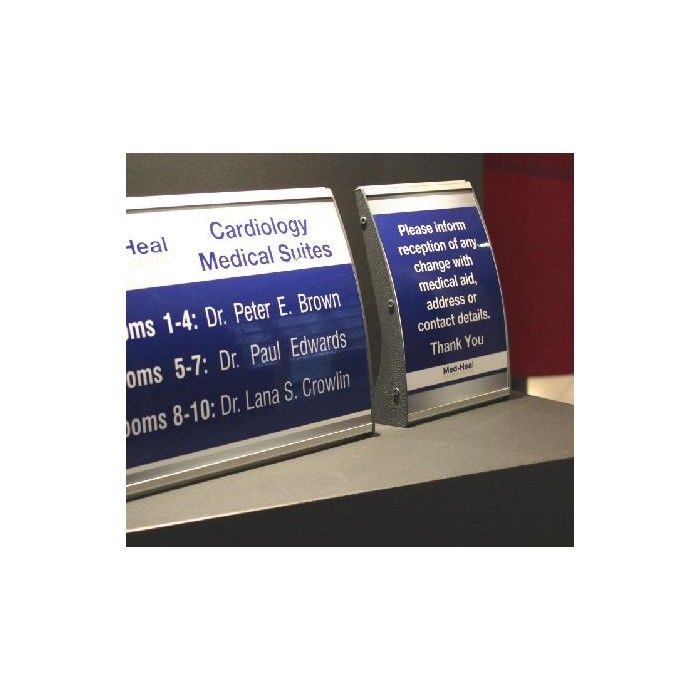 Heal
Cardiology
Medical Suites
oms 1-4: Dr. Peter E. Brown
oms 5-7: Dr. Paul Edwards
ooms 8-10: Dr. Lana S. Crowlin
Please inform
reception of any
change with
medical aid,
address or
contact details.
Thank You
Med-Heal